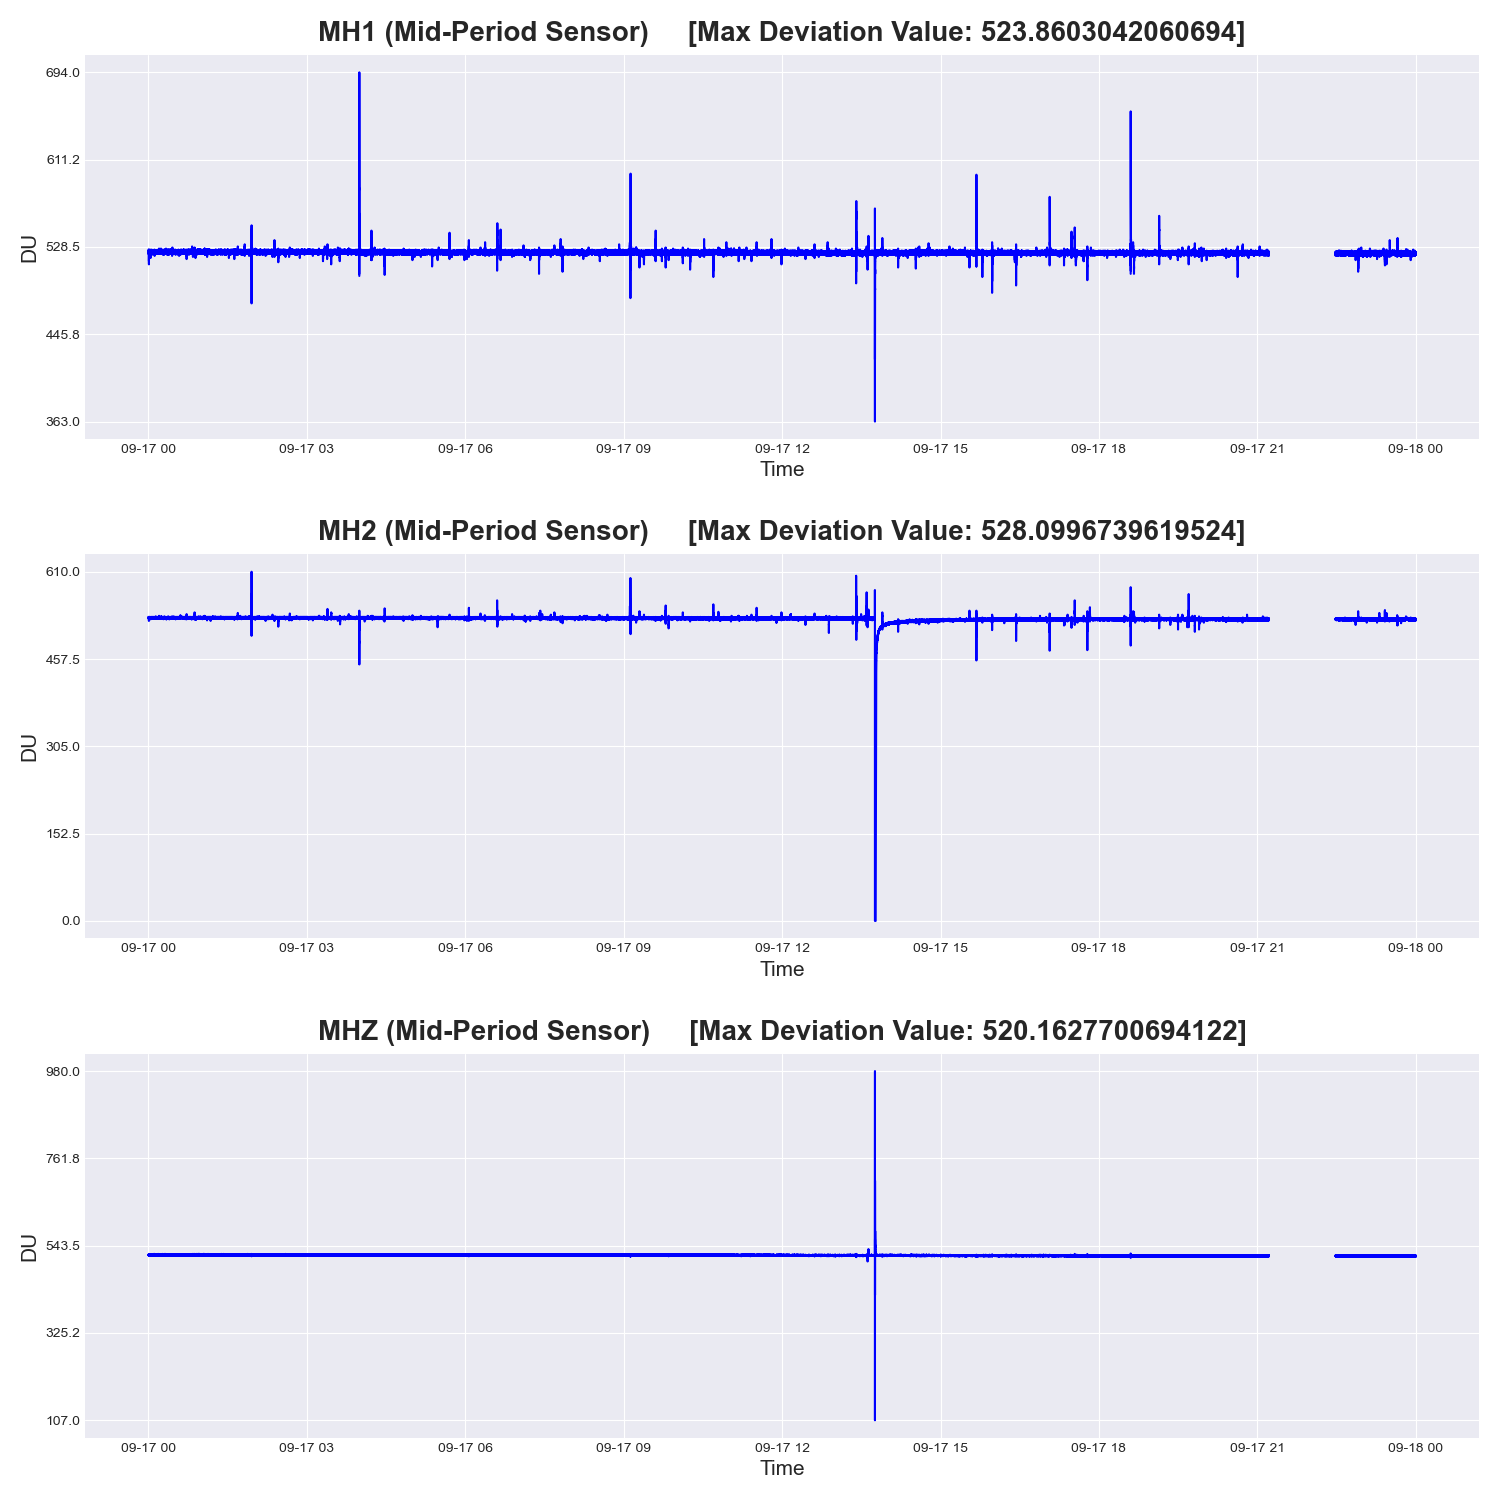 MH1 (Mid-Period Sensor) [Max Deviation Value: 523.8603042060694]
694.0
611.2
528.5
445.8
363.0
DU
09-17 00 09-17 03 09-17 06 09-17 09 09-17 12 09-17 15 09-17 18 09-17 21 09-18 00
Time
MH2 (Mid-Period Sensor) [Max Deviation Value: 528.0996739619524]
610.0
457.5
305.0
152.5
0.0
DU
09-17 00 09-17 03 09-17 06 09-17 09 09-17 12 09-17 15 09-17 18 09-17 21 09-18 00
Time
MHZ (Mid-Period Sensor) [Max Deviation Value: 520.1627700694122]
980.0
761.8
543.5
325.2
107.0
DU
09-17 00 09-17 03 09-17 06 09-17 09 09-17 12 09-17 15 09-17 18 09-17 21 09-18 00
Time